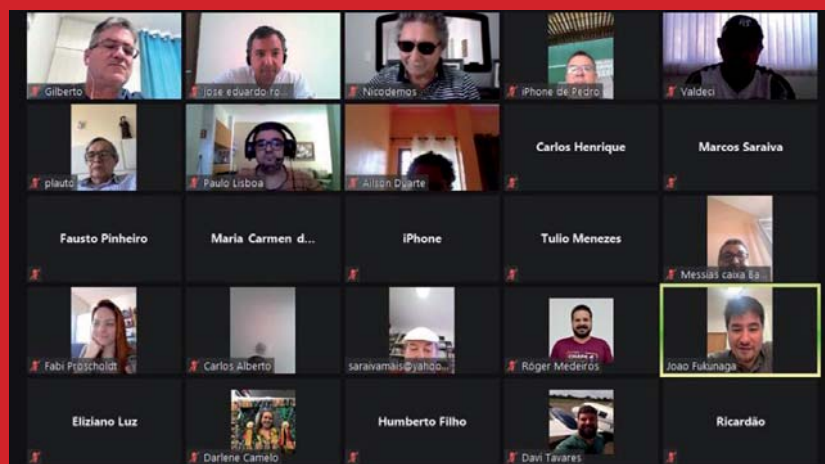 Gilberto
jose eduardo ro...
Nicodemos
iPhone de Pedro
Valdeci
plauto
Paulo Lisboa
Ailson Duarte
Carlos Henrique
Marcos Saraiva
Fausto Pinheiro
Maria Carmen d...
iPhone
Tulio Menezes
Messias caixa Ba...
Fabi Proscholdt
Carlos Alberto
saraivamais@yahoo...
Róger Medeiros
Joao Fukunaga
Eliziano Luz
Darlene Camelo
Humberto Filho
Davi Tavares
Ricardão